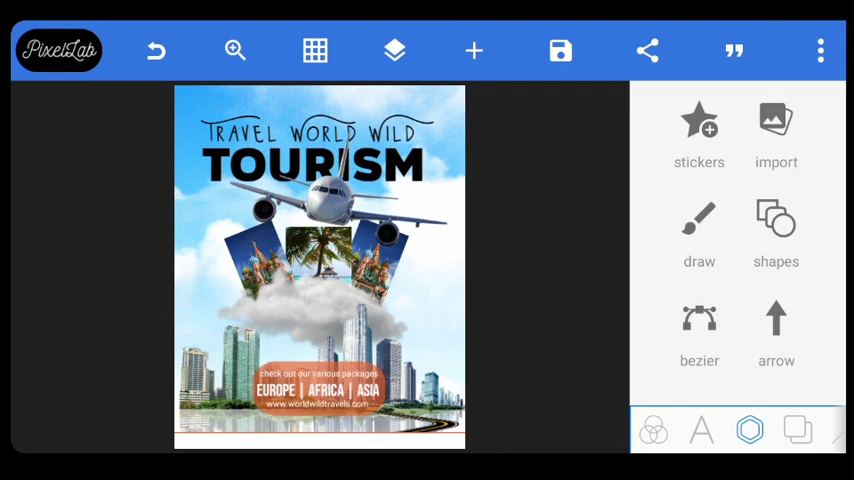 PixelLab
TRAVEL WORLD WILD
TOURISM
check out our various packages
EUROPE | AFRICA | ASIA
www.worldwildtravels.com
stickers
import
draw
shapes
bezier
arrow